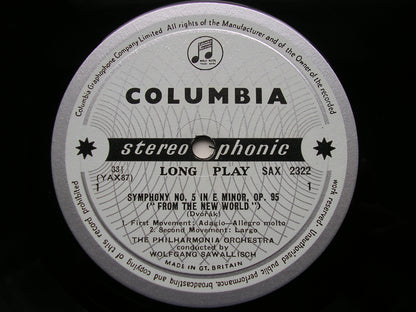 Columbia Graphophone Company Limited. All rights of the Manufacturer and of the Owner of the recorded work reserved. Unauthorised public performance, broadcasting and copying of this record prohibited
COLUMBIA
stereophonic
33⅓ LONG PLAY SAX 2322
(YAX87)
1 1
SYMPHONY NO. 5 IN E MINOR, OP. 95
("FROM THE NEW WORLD")
(Dvořák)
1. First Movement: Adagio—Allegro molto
2. Second Movement: Largo
THE PHILHARMONIA ORCHESTRA
conducted by
WOLFGANG SAWALLISCH
MADE IN GT. BRITAIN